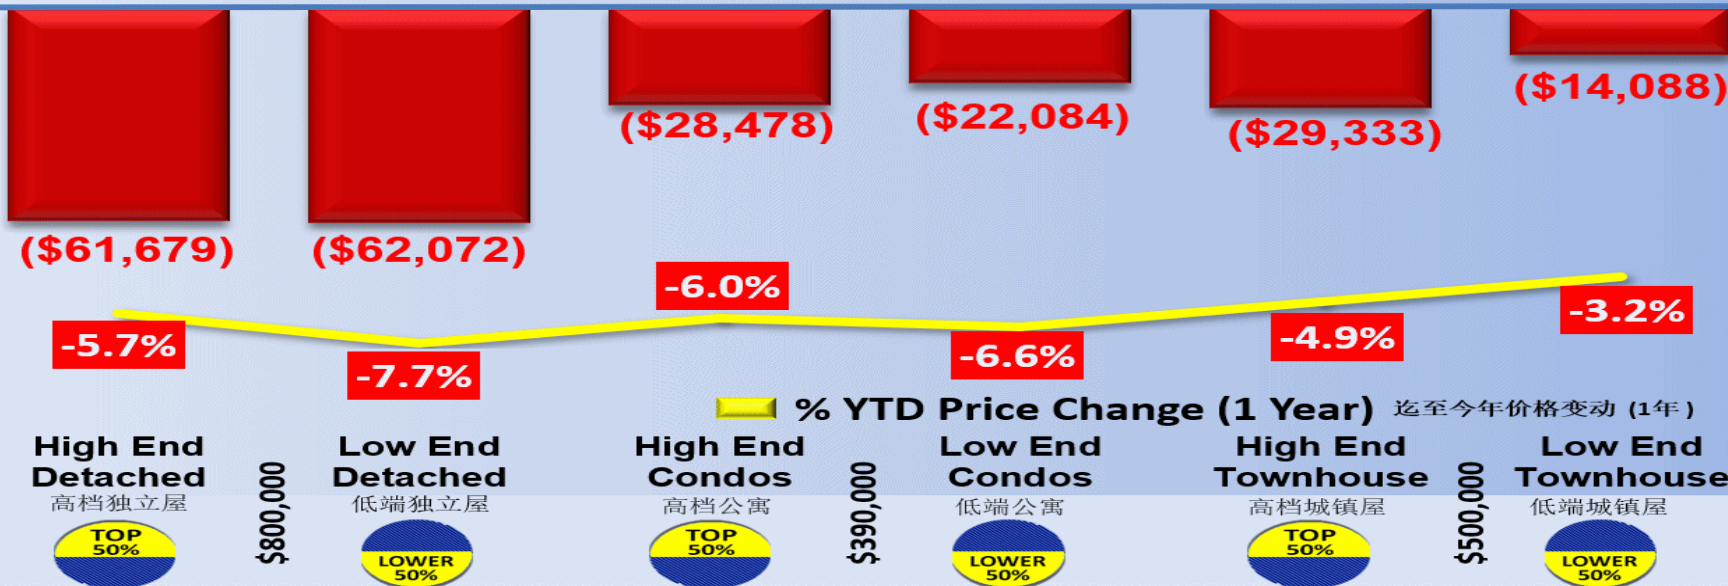 ($61,679)
($62,072)
($28,478)
($22,084)
($29,333)
($14,088)
-5.7%
-7.7%
-6.0%
-6.6%
-4.9%
-3.2%
% YTD Price Change (1 Year) 迄至今年价格变动 (1年)
High End
Detached
高档独立屋
TOP
50%
$800,000
Low End
Detached
低端独立屋
LOWER
50%
High End
Condos
高档公寓
TOP
50%
$390,000
Low End
Condos
低端公寓
LOWER
50%
High End
Townhouse
高档城镇屋
TOP
50%
$500,000
Low End
Townhouse
低端城镇屋
LOWER
50%